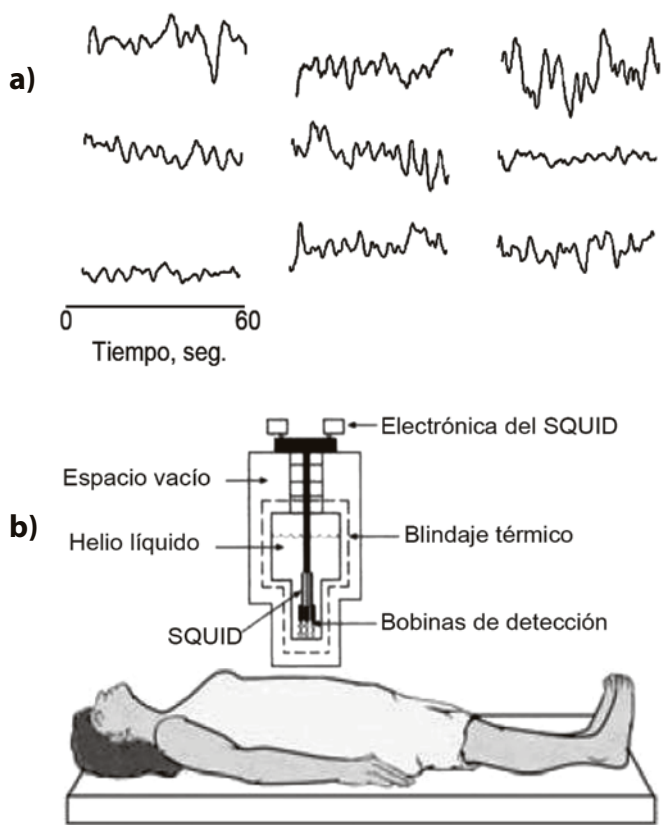 a)
0 60
Tiempo, seg.
Electrónica del SQUID
Espacio vacío
b)
Helio líquido
Blindaje térmico
SQUID
Bobinas de detección